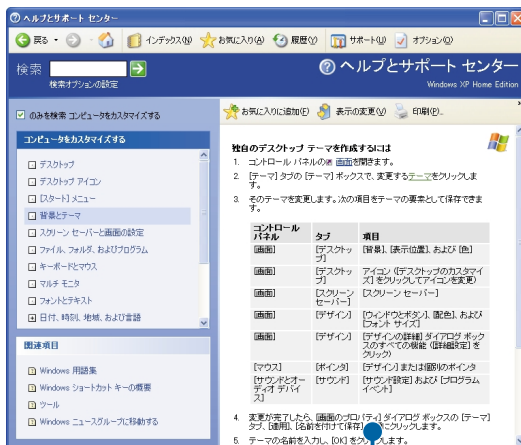 ヘルプとサポート センター
戻る
インデックス(N)
お気に入り(A)
履歴(Y)
サポート(U)
オプション(O)
検索
検索オプションの設定
ヘルプとサポート センター
Windows XP Home Edition
のみを検索 コンピュータをカスタマイズする
お気に入りに追加(F)
表示の変更(V)
印刷(P)...
コンピュータをカスタマイズする
デスクトップ
デスクトップ アイコン
[スタート] メニュー
背景とテーマ
スクリーン セーバーと画面の設定
ファイル、フォルダ、およびプログラム
キーボードとマウス
マルチ モニタ
フォントとテキスト
日付、時刻、地域、および言語
関連項目
Windows 用語集
Windows ショートカット キーの概要
ツール
Windows ニュースグループに移動する
独自のデスクトップ テーマを作成するには
1. コントロール パネルの 画面を開きます。
2. [テーマ] タブの [テーマ] ボックスで、変更するテーマをクリックしま
す。
3. そのテーマを変更します。次の項目をテーマの要素として保存できま
す。
コントロール
パネル
タブ
項目
[画面]
[デスクトッ
プ]
[背景]、[表示位置]、および [色]
[画面]
[デスクトッ
プ]
アイコン ([デスクトップのカスタマイ
ズ] をクリックしてアイコンを変更)
[画面]
[スクリーン
セーバー]
[スクリーン セーバー]
[画面]
[デザイン]
[ウィンドウとボタン]、[配色]、および
[フォント サイズ]
[画面]
[デザイン]
[デザインの詳細] ダイアログ ボック
スのすべての機能 ([詳細設定] を
クリック)
[マウス]
[ポインタ]
[デザイン] または個別のポインタ
[サウンドとオー
ディオ デバイ
ス]
[サウンド]
[サウンド設定] および [プログラム
イベント]
4. 変更が完了したら、[画面のプロパティ] ダイアログ ボックスの [テーマ]
タブ、[適用]、[名前を付けて保存] にクリックします。
5. テーマの名前を入力し、[OK] をクリックします。